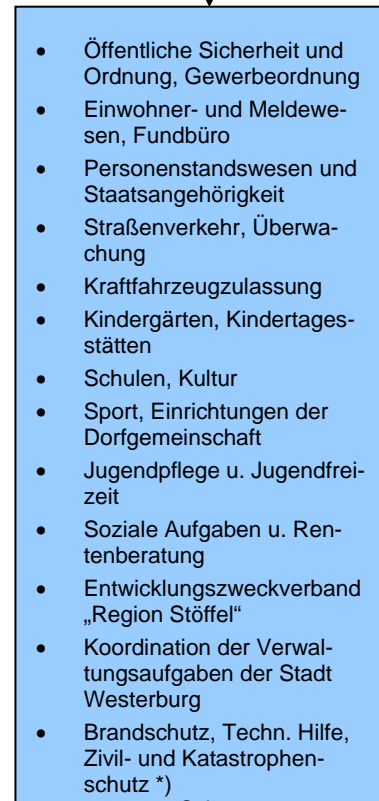 • Öffentliche Sicherheit und
Ordnung, Gewerbeordnung
• Einwohner- und Meldewe-
sen, Fundbüro
• Personenstandswesen und
Staatsangehörigkeit
• Straßenverkehr, Überwa-
chung
• Kraftfahrzeugzulassung
• Kindergärten, Kindertages-
stätten
• Schulen, Kultur
• Sport, Einrichtungen der
Dorfgemeinschaft
• Jugendpflege u. Jugendfrei-
zeit
• Soziale Aufgaben u. Ren-
tenberatung
• Entwicklungszweckverband
„Region Stöffel“
• Koordination der Verwal-
tungsaufgaben der Stadt
Westerburg
• Brandschutz, Techn. Hilfe,
Zivil- und Katastrophen-
schutz *)